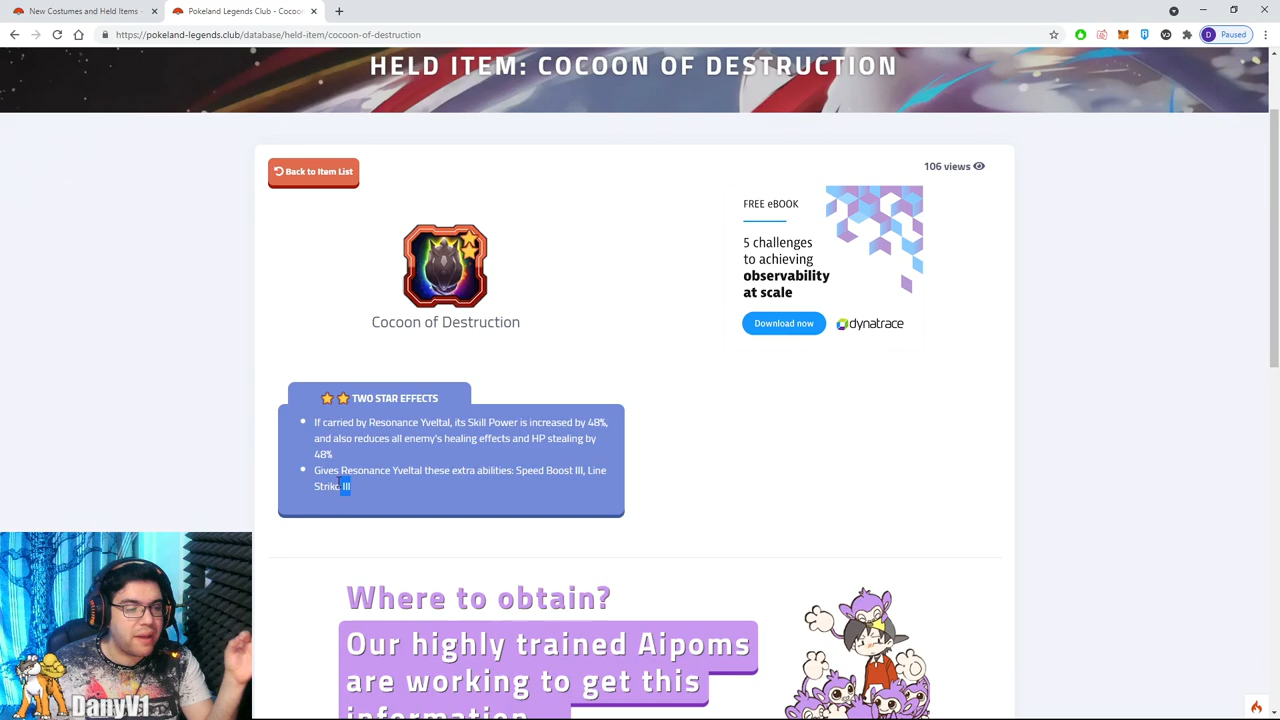 New Costumes and Held Items -
Pokeland Legends Club - Cocoo
https://pokeland-legends.club/database/held-item/cocoon-of-destruction
D Paused
HELD ITEM: COCOON OF DESTRUCTION
Back to Item List
106 views
FREE eBOOK
5 challenges
to achieving
observability
at scale
Download now
dynatrace
Cocoon of Destruction
TWO STAR EFFECTS
If carried by Resonance Yveltal, its Skill Power is increased by 48%,
and also reduces all enemy's healing effects and HP stealing by
48%
Gives Resonance Yveltal these extra abilities: Speed Boost III, Line
Strike III
Where to obtain?
Our highly trained Aipoms
are working to get this
information
DanyV1